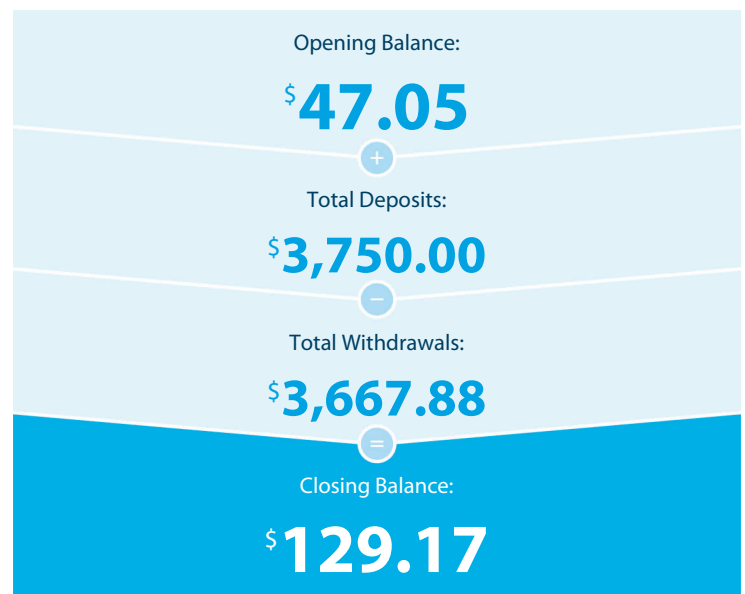 Opening Balance:
$47.05
+
Total Deposits:
$3,750.00
−
Total Withdrawals:
$3,667.88
=
Closing Balance:
$129.17